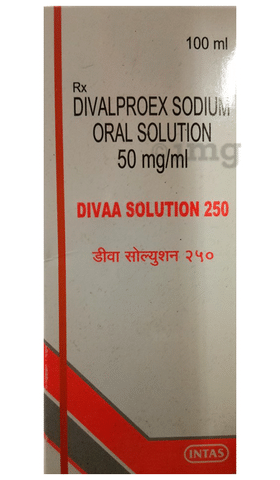 100 ml
Rx
DIVALPROEX SODIUM
ORAL SOLUTION
50 mg/ml
DIVAA SOLUTION 250
डीवा सोल्युशन २५०
INTAS